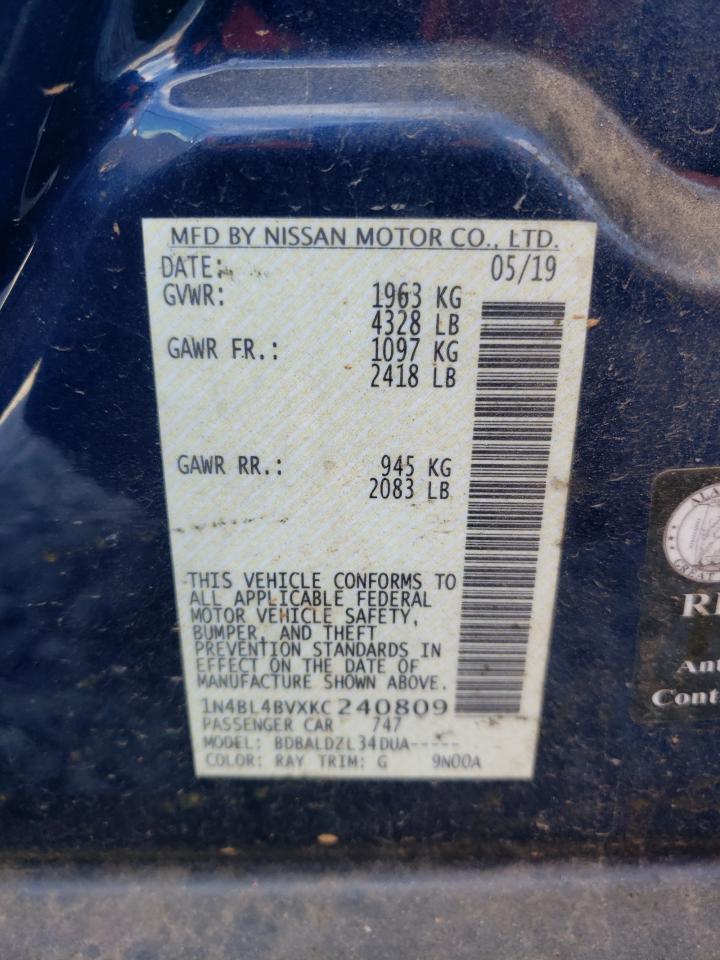 MFD BY NISSAN MOTOR CO., LTD.
DATE: 05/19
GVWR: 1963 KG
4328 LB
GAWR FR.: 1097 KG
2418 LB
GAWR RR.: 945 KG
2083 LB
THIS VEHICLE CONFORMS TO
ALL APPLICABLE FEDERAL
MOTOR VEHICLE SAFETY,
BUMPER, AND THEFT
PREVENTION STANDARDS IN
EFFECT ON THE DATE OF
MANUFACTURE SHOWN ABOVE.
1N4BL4BVXKC240809
PASSENGER CAR 747
MODEL: BDBALDZL34DUA-----
COLOR: RAY TRIM: G 9N00A